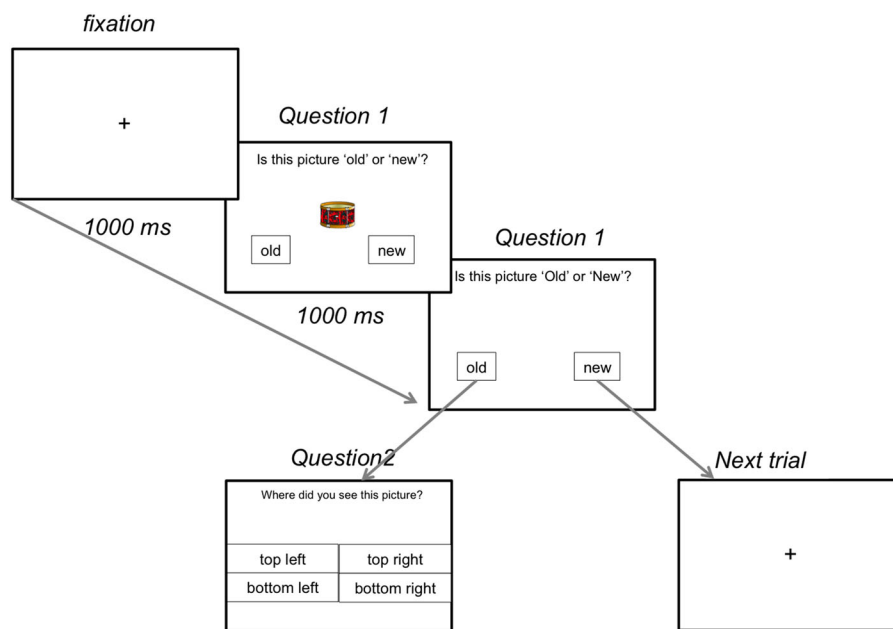 fixation
+
Question 1
Is this picture ‘old’ or ‘new’?
old
new
1000 ms
Question 1
Is this picture ‘Old’ or ‘New’?
old
new
1000 ms
Question2
Where did you see this picture?
top left
top right
bottom left
bottom right
Next trial
+